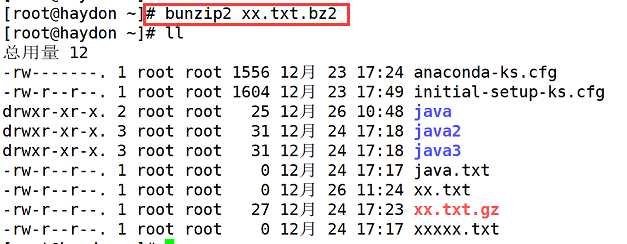 [root@haydon ~]# bunzip2 xx.txt.bz2
[root@haydon ~]# ll
总用量 12
-rw-------. 1 root root 1556 12月 23 17:24 anaconda-ks.cfg
-rw-r--r--. 1 root root 1604 12月 23 17:49 initial-setup-ks.cfg
drwxr-xr-x. 2 root root   25 12月 26 10:48 java
drwxr-xr-x. 3 root root   31 12月 24 17:18 java2
drwxr-xr-x. 3 root root   31 12月 24 17:18 java3
-rw-r--r--. 1 root root    0 12月 24 17:17 java.txt
-rw-r--r--. 1 root root    0 12月 26 11:24 xx.txt
-rw-r--r--. 1 root root   27 12月 24 17:23 xx.txt.gz
-rw-r--r--. 1 root root    0 12月 24 17:17 xxxxx.txt